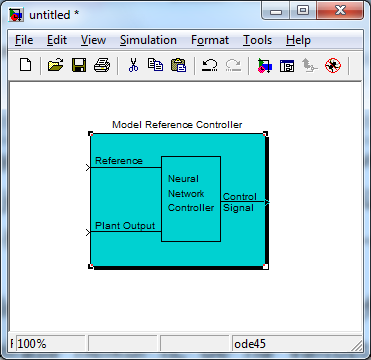 untitled *
File Edit View Simulation Format Tools Help
Model Reference Controller
Reference
Neural
Network
Controller
Control
Signal
Plant Output
100%
ode45